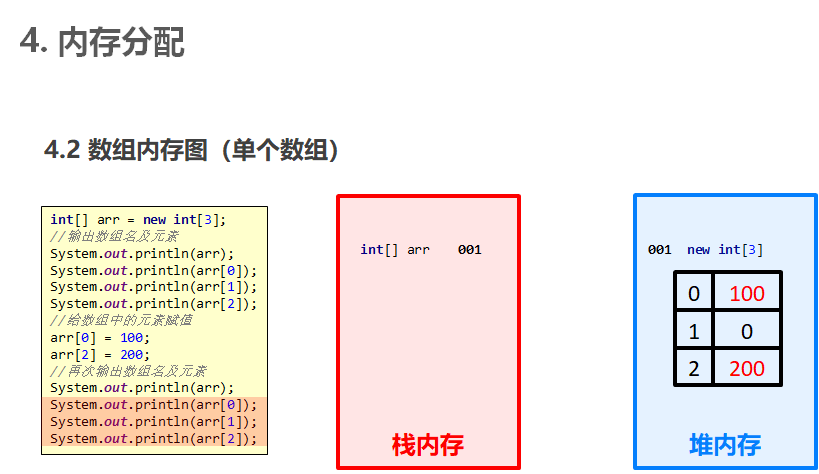 4. 内存分配
4.2 数组内存图（单个数组）
int[] arr = new int[3];
//输出数组名及元素
System.out.println(arr);
System.out.println(arr[0]);
System.out.println(arr[1]);
System.out.println(arr[2]);
//给数组中的元素赋值
arr[0] = 100;
arr[2] = 200;
//再次输出数组名及元素
System.out.println(arr);
System.out.println(arr[0]);
System.out.println(arr[1]);
System.out.println(arr[2]);
int[] arr 001
栈内存
001 new int[3]
0 100
1 0
2 200
堆内存